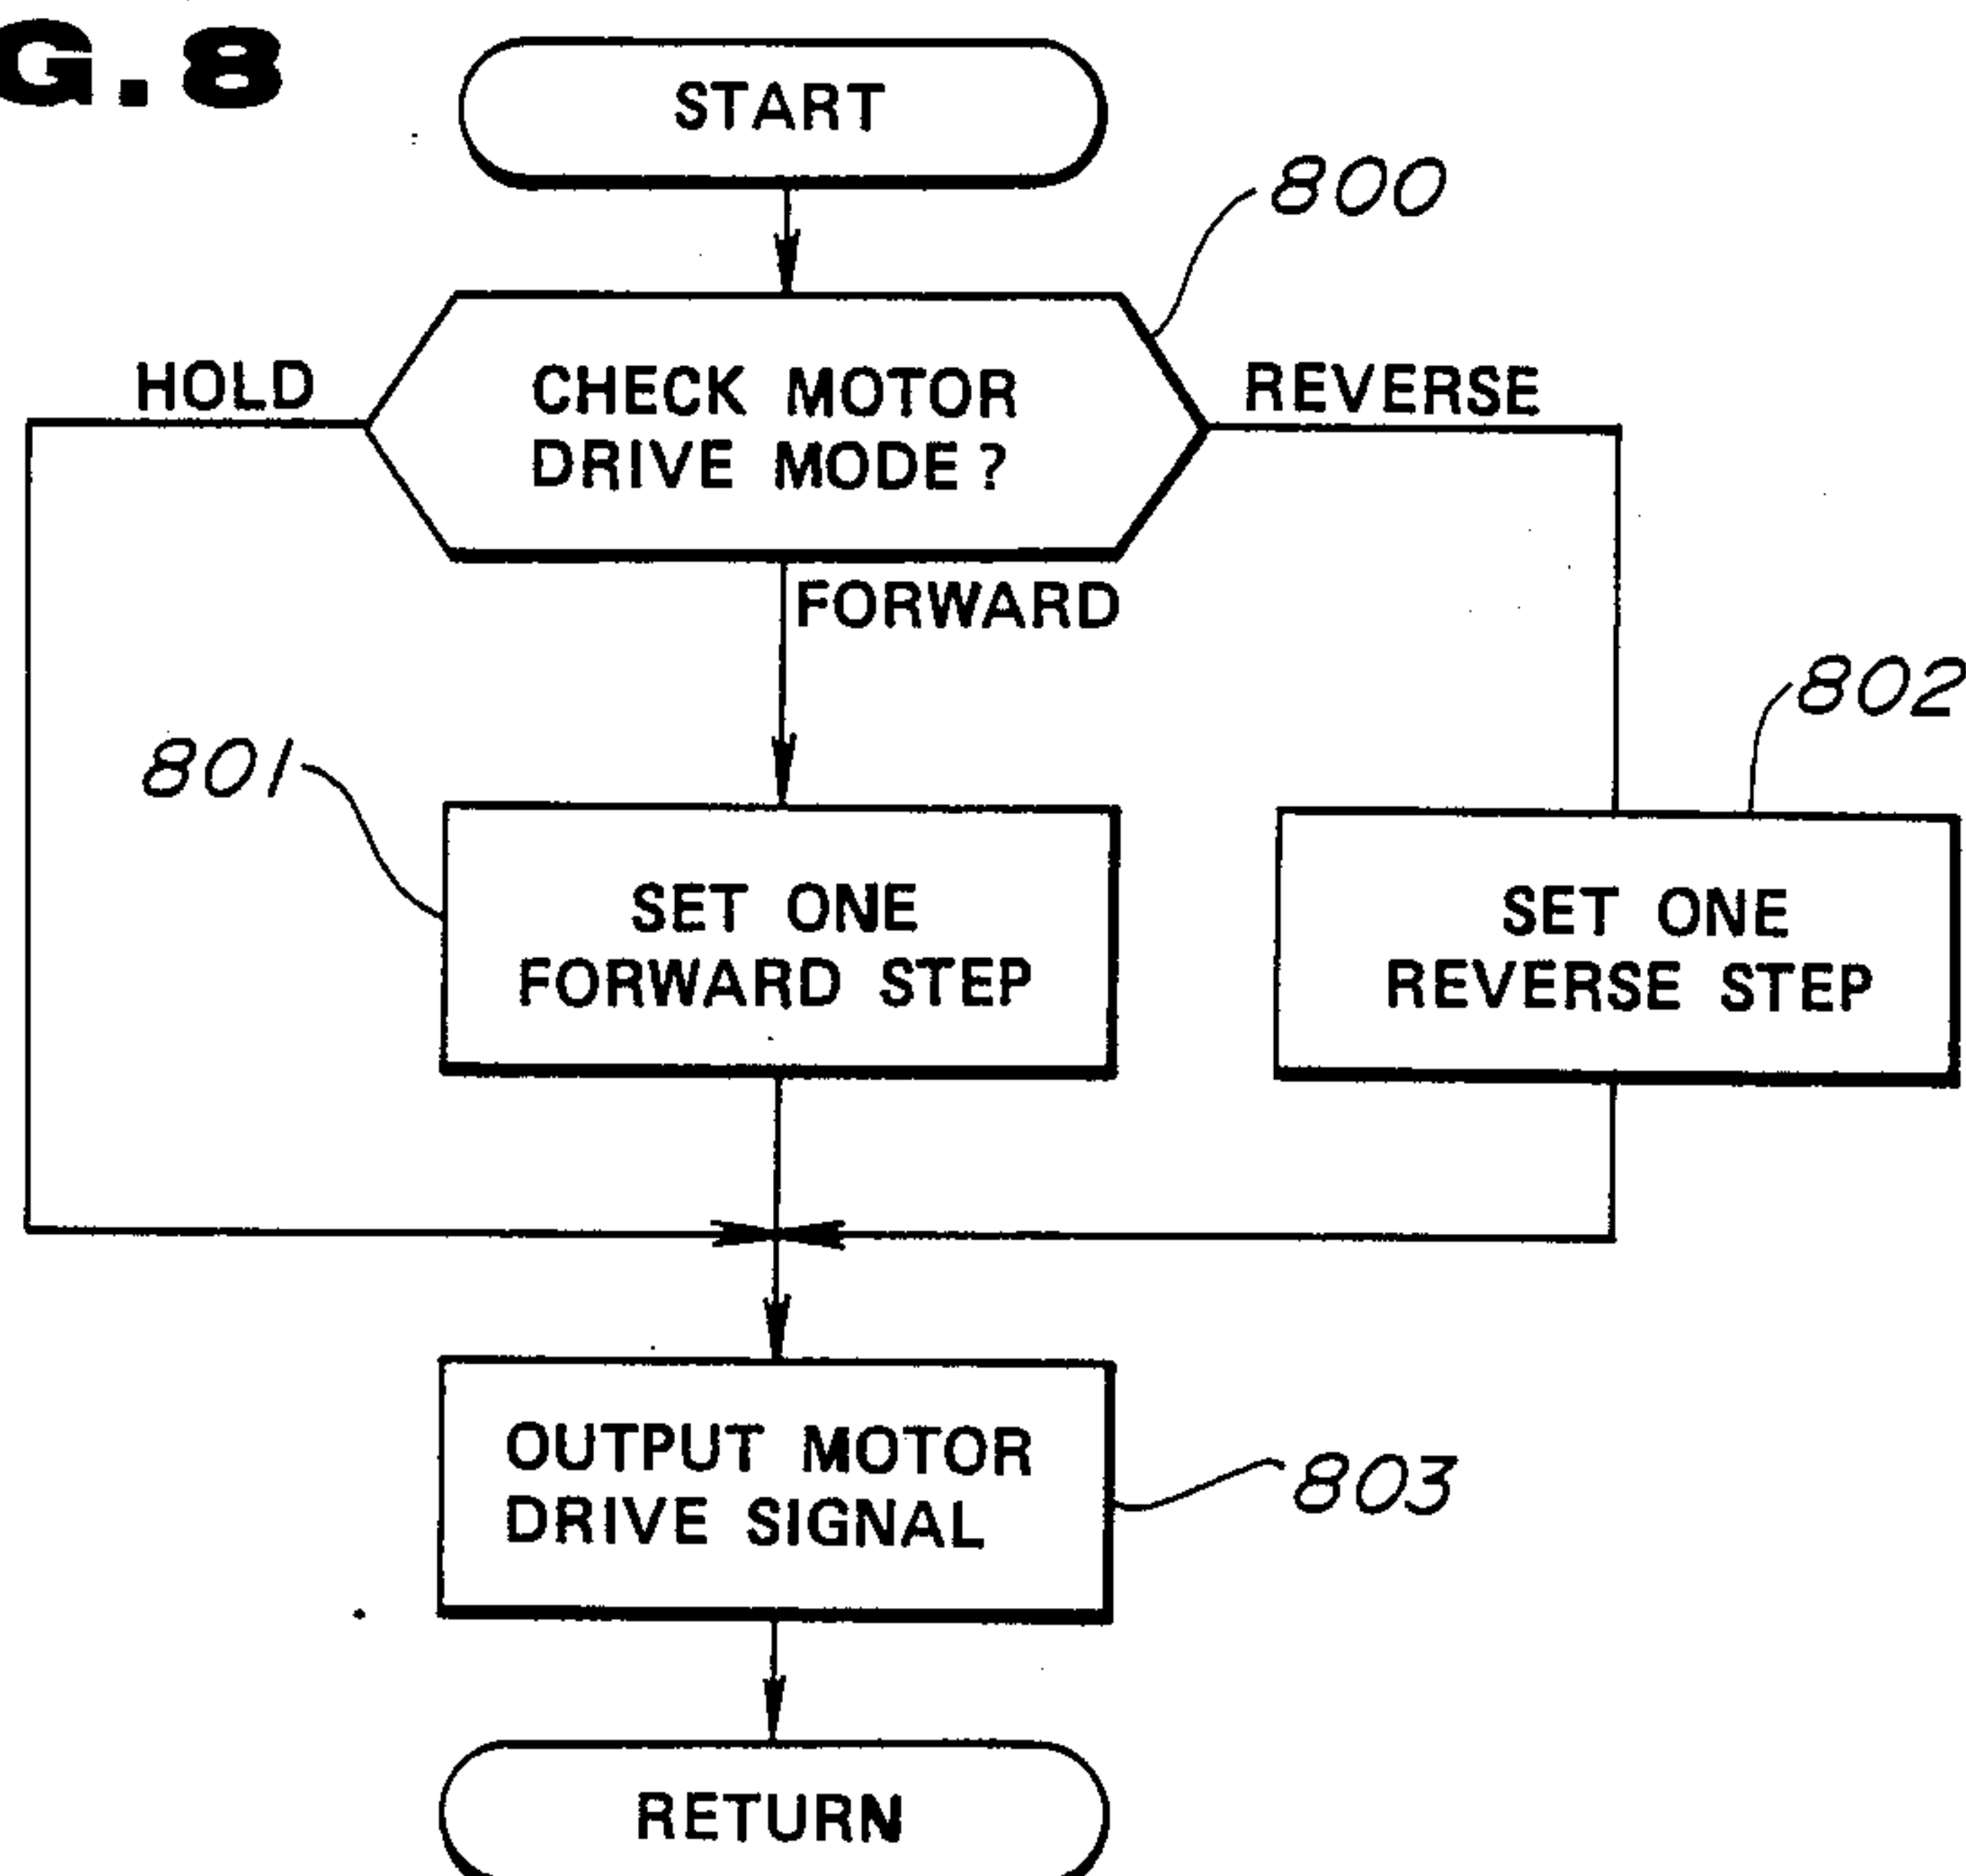 G.8
START
800
HOLD
CHECK MOTOR
DRIVE MODE?
REVERSE
FORWARD
802
801
SET ONE
FORWARD STEP
SET ONE
REVERSE STEP
OUTPUT MOTOR
DRIVE SIGNAL
803
RETURN